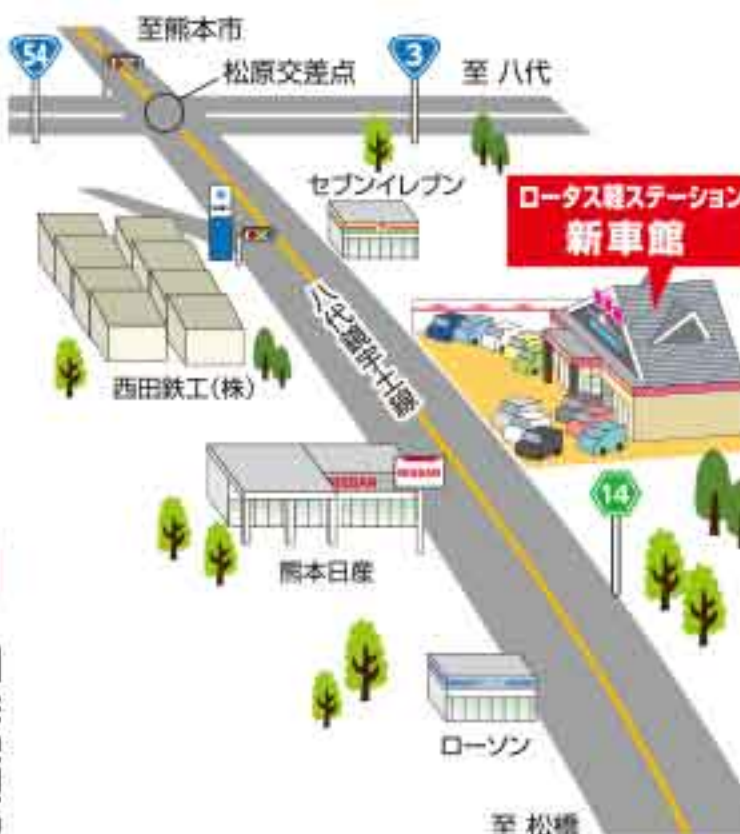 至熊本市
54
松原交差点
3
至 八代
セブンイレブン
ロータス軽ステーション
新車館
八代鏡宇土線
西田鉄工(株)
NISSAN
NISSAN
14
熊本日産
ローソン
至 松橋